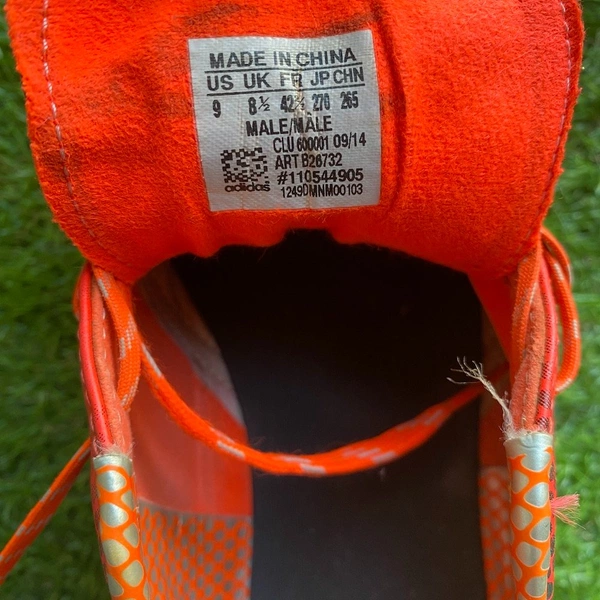 MADE IN CHINA
US UK FR JP CHN
9 8½ 42⅔ 270 265
MALE/MALE
CLU 600001 09/14
ART B26732
#110544905
adidas
1249DMNM00103